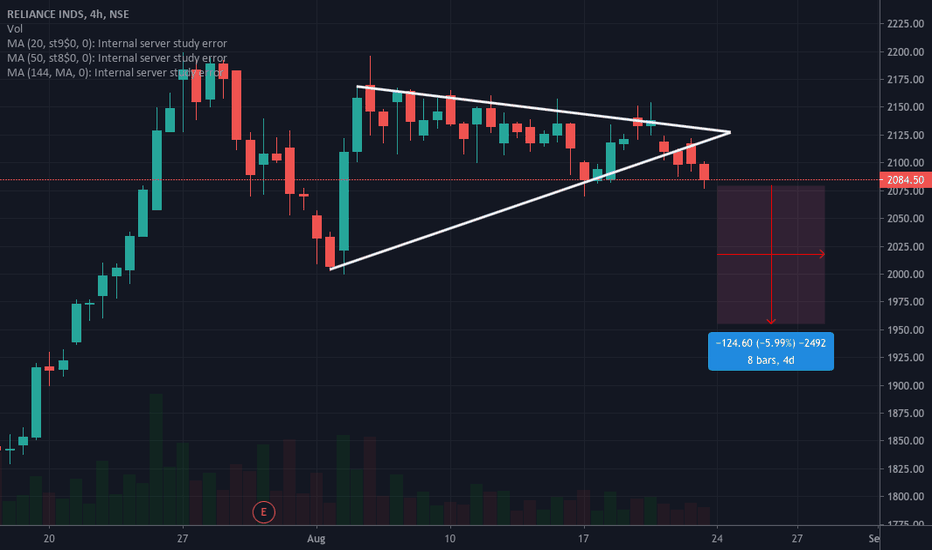 RELIANCE INDS, 4h, NSE
Vol
MA (20, st9$0, 0): Internal server study error
MA (50, st8$0, 0): Internal server study error
MA (144, MA, 0): Internal server study error
2225.00
2200.00
2175.00
2150.00
2125.00
2100.00
2084.50
2075.00
2050.00
2025.00
2000.00
1975.00
1950.00
1925.00
1900.00
1875.00
1850.00
1825.00
1800.00
1775.00
−124.60 (−5.99%) −2492
8 bars, 4d
E
20 27 Aug 10 17 24 27 Se